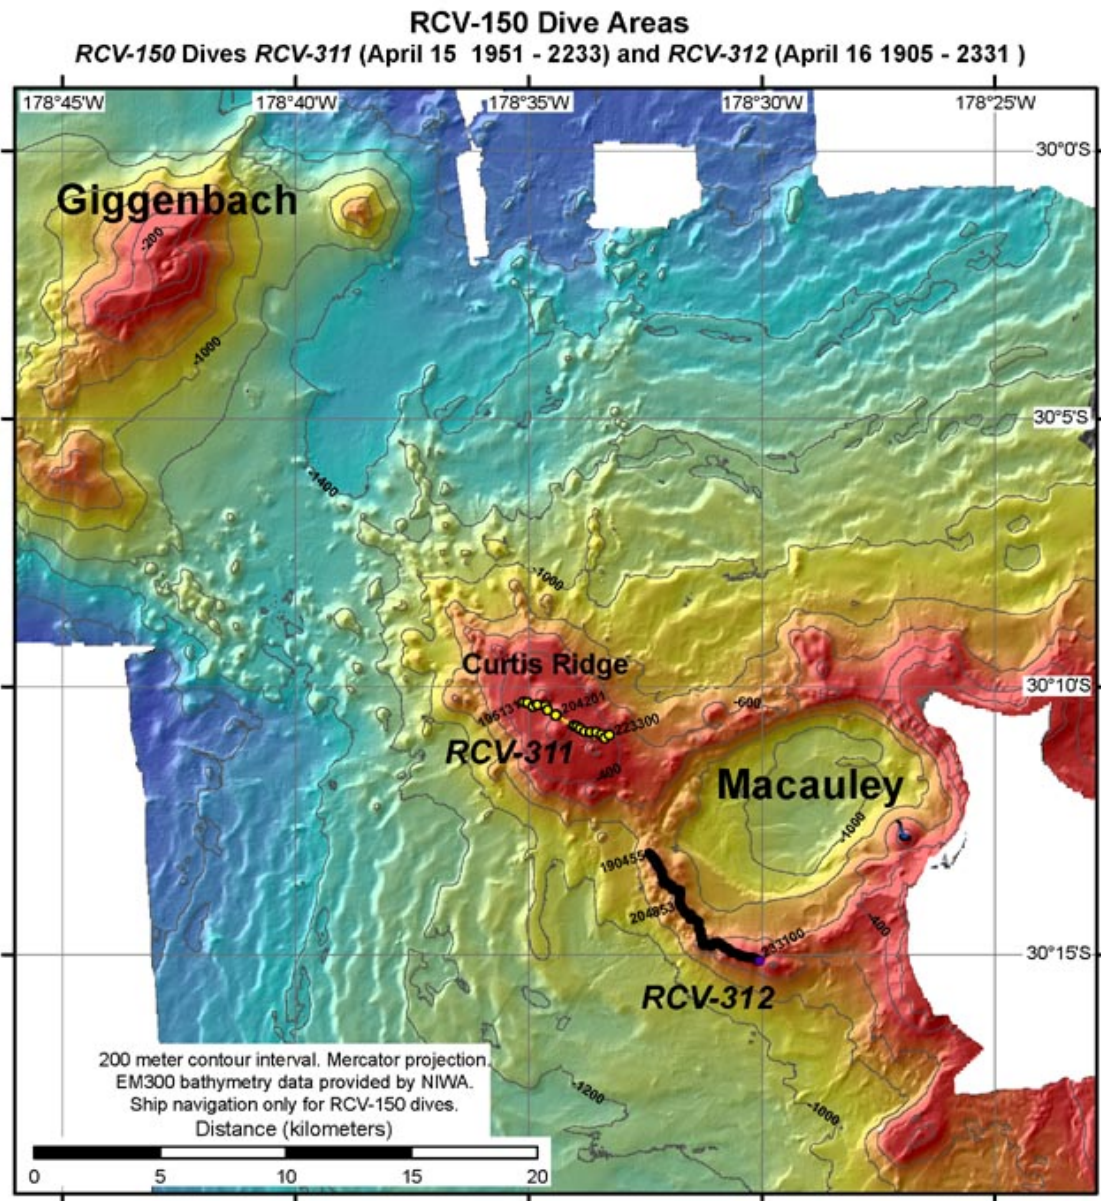 RCV-150 Dive Areas
RCV-150 Dives RCV-311 (April 15 1951 - 2233) and RCV-312 (April 16 1905 - 2331 )
178°45'W 178°40'W 178°35'W 178°30'W 178°25'W
30°0'S
Giggenbach
-200
-1000
30°5'S
-1400
-1000
Curtis Ridge
30°10'S
-600
204201
223300
RCV-311
-400
Macauley
-1000
190455
204853
-400
233100
30°15'S
RCV-312
200 meter contour interval. Mercator projection.
EM300 bathymetry data provided by NIWA.
Ship navigation only for RCV-150 dives.
-1200
-1000
Distance (kilometers)
0 5 10 15 20